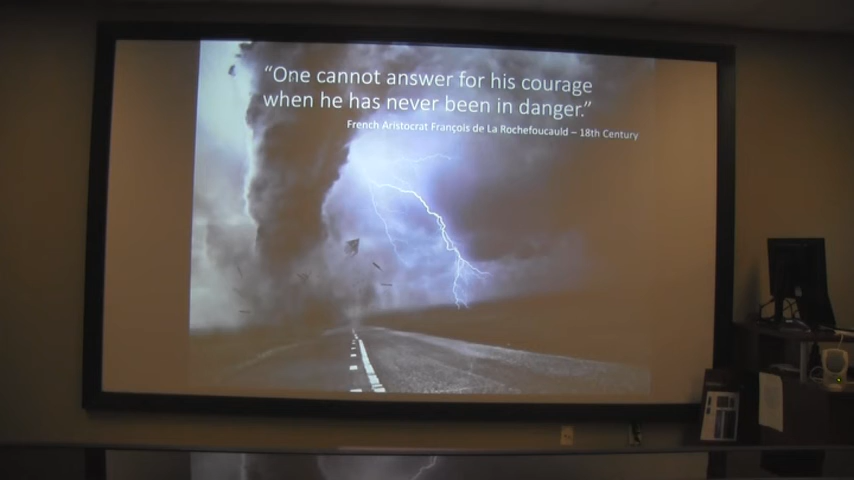 “One cannot answer for his courage
when he has never been in danger.”
French Aristocrat François de La Rochefoucauld – 18th Century